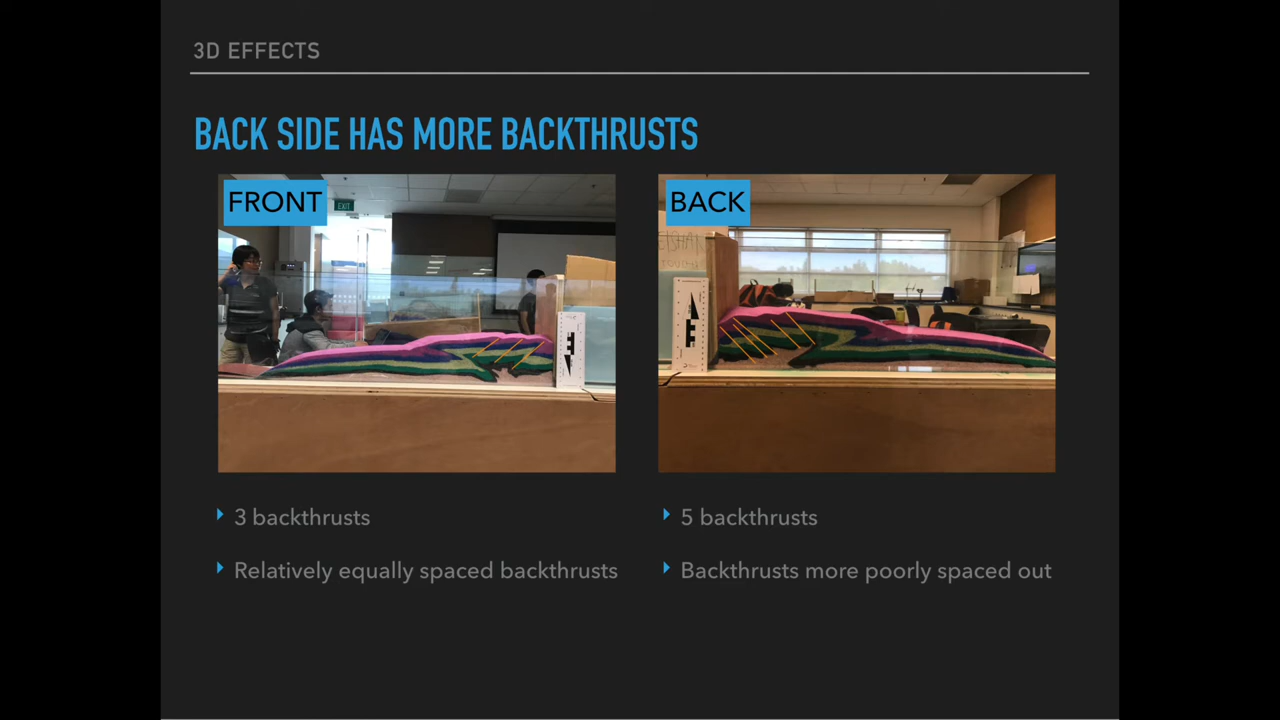 3D EFFECTS
BACK SIDE HAS MORE BACKTHRUSTS
FRONT
EXIT
BACK
3 backthrusts
Relatively equally spaced backthrusts
5 backthrusts
Backthrusts more poorly spaced out